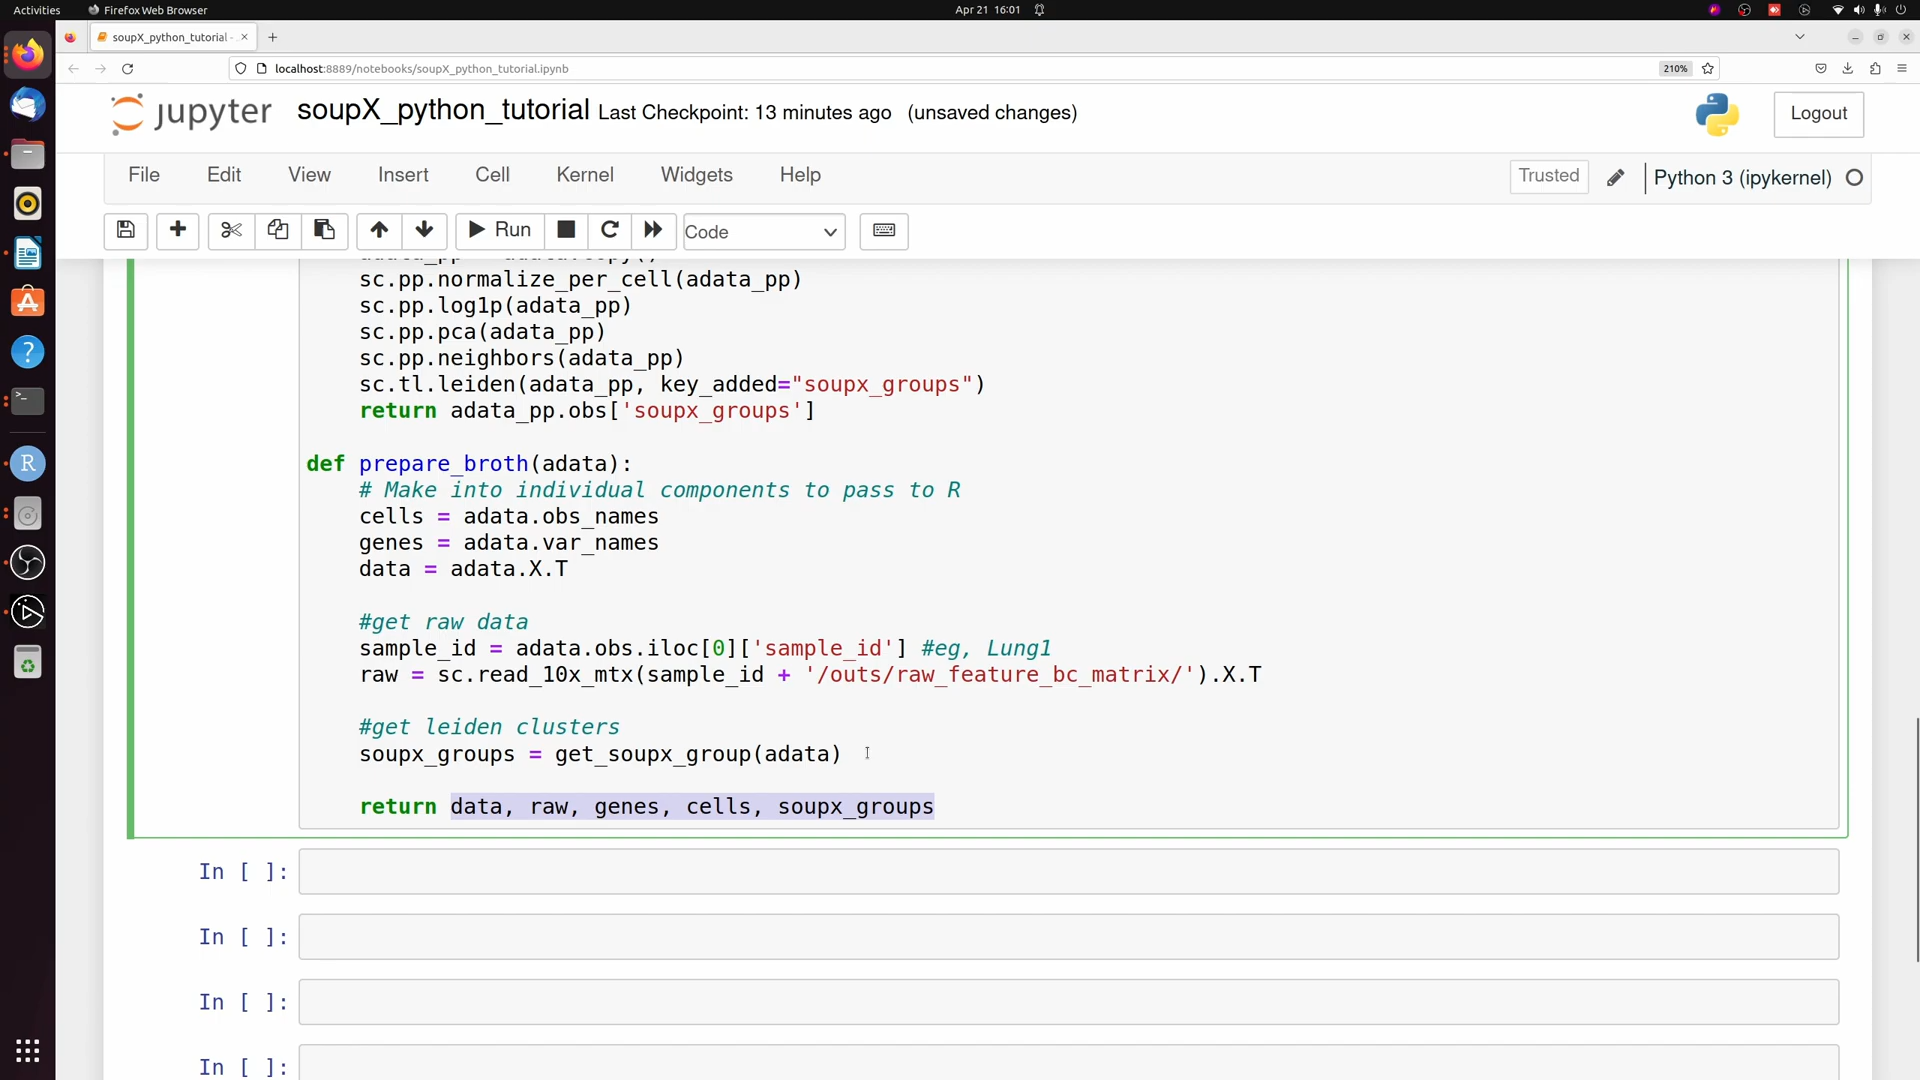 Activities
Firefox Web Browser
Apr 21 16:01
soupX_python_tutorial -
localhost:8889/notebooks/soupX_python_tutorial.ipynb
210%
jupyter
soupX_python_tutorial Last Checkpoint: 13 minutes ago (unsaved changes)
Logout
File Edit View Insert Cell Kernel Widgets Help
Trusted
Python 3 (ipykernel)
Run
Code
sc.pp.normalize_per_cell(adata_pp)
sc.pp.log1p(adata_pp)
sc.pp.pca(adata_pp)
sc.pp.neighbors(adata_pp)
sc.tl.leiden(adata_pp, key_added="soupx_groups")
return adata_pp.obs['soupx_groups']
def prepare_broth(adata):
# Make into individual components to pass to R
cells = adata.obs_names
genes = adata.var_names
data = adata.X.T
#get raw data
sample_id = adata.obs.iloc[0]['sample_id'] #eg, Lung1
raw = sc.read_10x_mtx(sample_id + '/outs/raw_feature_bc_matrix/').X.T
#get leiden clusters
soupx_groups = get_soupx_group(adata)
return data, raw, genes, cells, soupx_groups
In [ ]:
In [ ]:
In [ ]:
In [ ]: